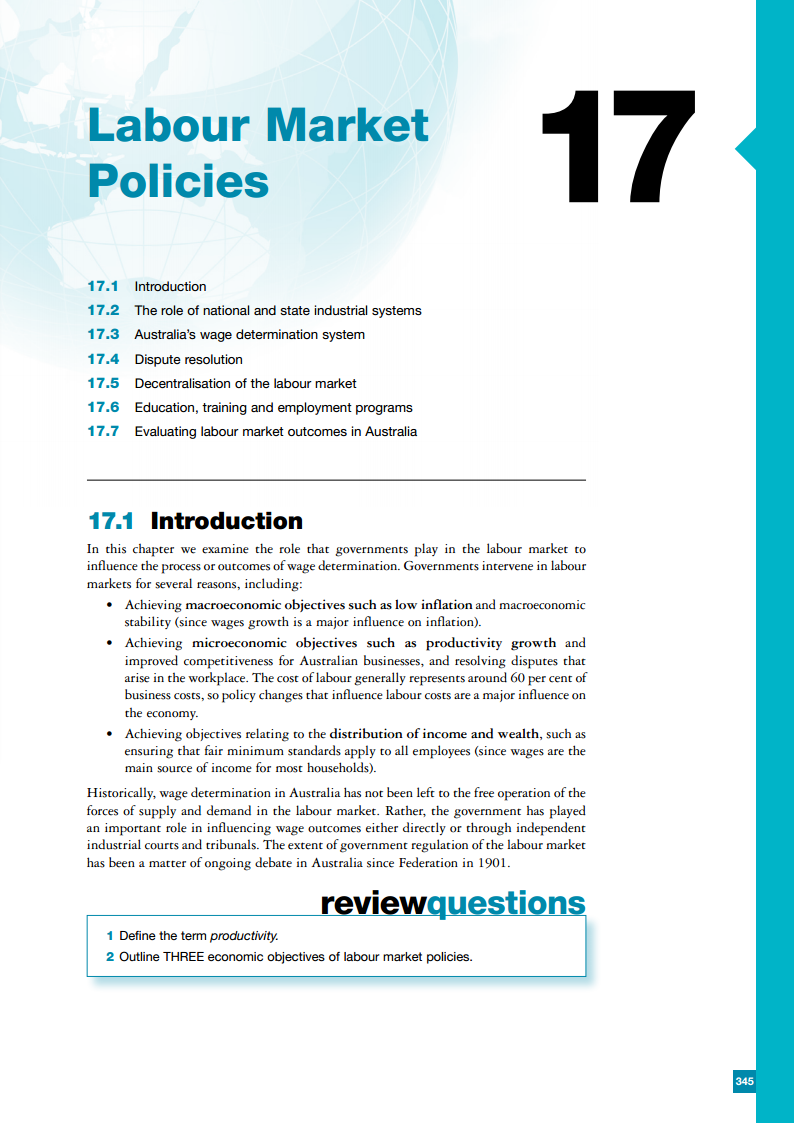 Labour Market
Policies
17
17.1 Introduction
17.2 The role of national and state industrial systems
17.3 Australia's wage determination system
17.4 Dispute resolution
17.5 Decentralisation of the labour market
17.6 Education, training and employment programs
17.7 Evaluating labour market outcomes in Australia
17.1 Introduction
In this chapter we examine the role that governments play in the labour market to
influence the process or outcomes of wage determination. Governments intervene in labour
markets for several reasons, including:
• Achieving macroeconomic objectives such as low inflation and macroeconomic
stability (since wages growth is a major influence on inflation).
• Achieving microeconomic objectives such as productivity growth and
improved competitiveness for Australian businesses, and resolving disputes that
arise in the workplace. The cost of labour generally represents around 60 per cent of
business costs, so policy changes that influence labour costs are a major influence on
the economy.
• Achieving objectives relating to the distribution of income and wealth, such as
ensuring that fair minimum standards apply to all employees (since wages are the
main source of income for most households).
Historically, wage determination in Australia has not been left to the free operation of the
forces of supply and demand in the labour market. Rather, the government has played
an important role in influencing wage outcomes either directly or through independent
industrial courts and tribunals. The extent of government regulation of the labour market
has been a matter of ongoing debate in Australia since Federation in 1901.
reviewquestions
1 Define the term productivity.
2 Outline THREE economic objectives of labour market policies.
345